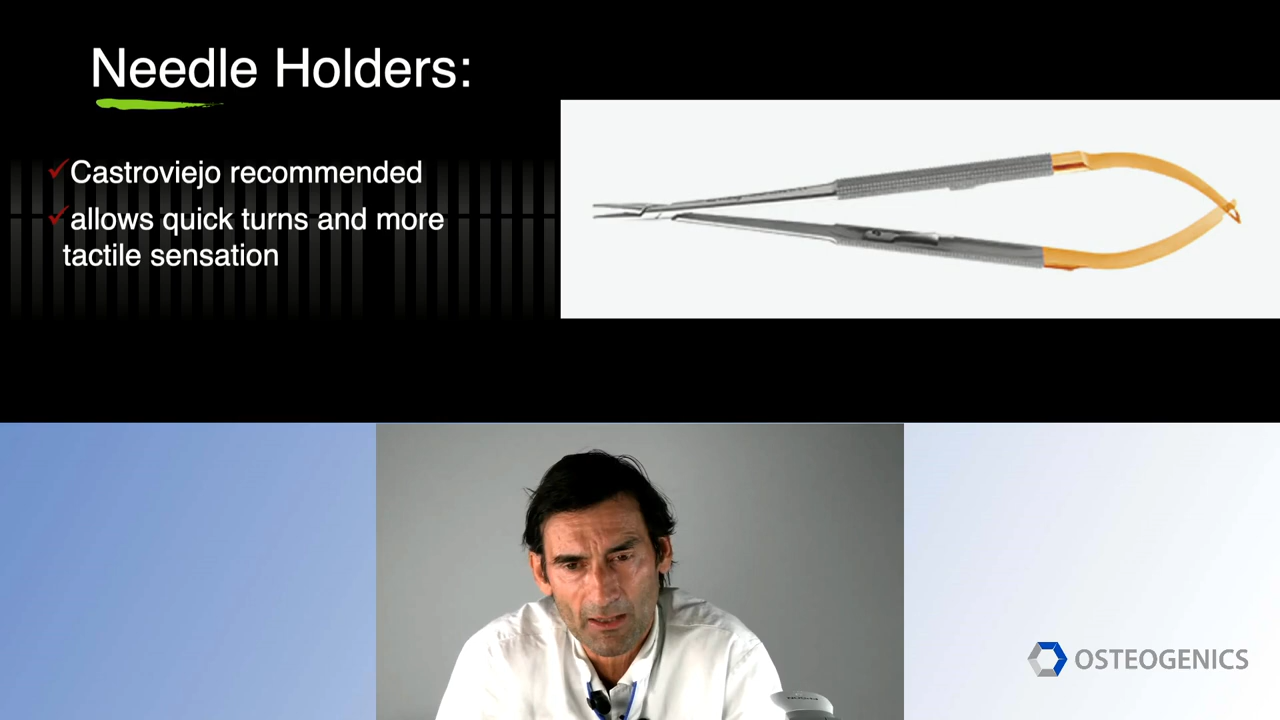 Needle Holders:
Castroviejo recommended
allows quick turns and more
tactile sensation
OSTEOGENICS